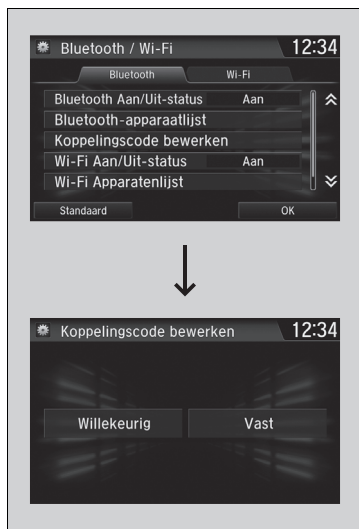 Bluetooth / Wi-Fi 12:34
Bluetooth Wi-Fi
Bluetooth Aan/Uit-status Aan
Bluetooth-apparaatlijst
Koppelingscode bewerken
Wi-Fi Aan/Uit-status Aan
Wi-Fi Apparatenlijst
Standaard OK
Koppelingscode bewerken 12:34
Willekeurig Vast